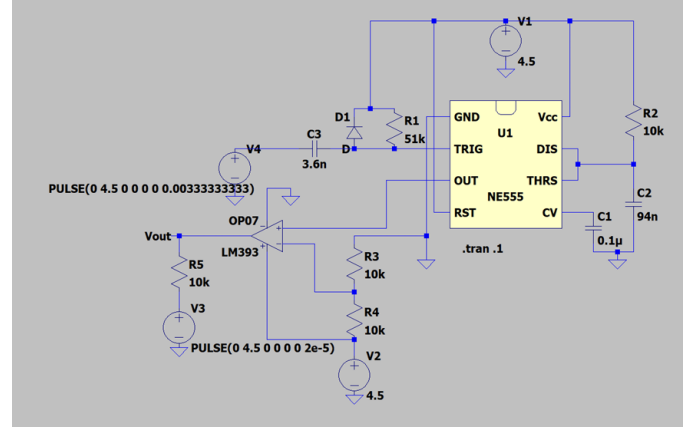 V1
4.5
D1
R1
51k
C3
3.6n
D
V4
PULSE(0 4.5 0 0 0 0 0.00333333333)
GND
Vcc
U1
TRIG
DIS
OUT
THRS
NE555
RST
CV
R2
10k
C2
94n
C1
0.1µ
.tran .1
OP07
LM393
Vout
R3
10k
R4
10k
R5
10k
V3
PULSE(0 4.5 0 0 0 0 2e-5)
V2
4.5